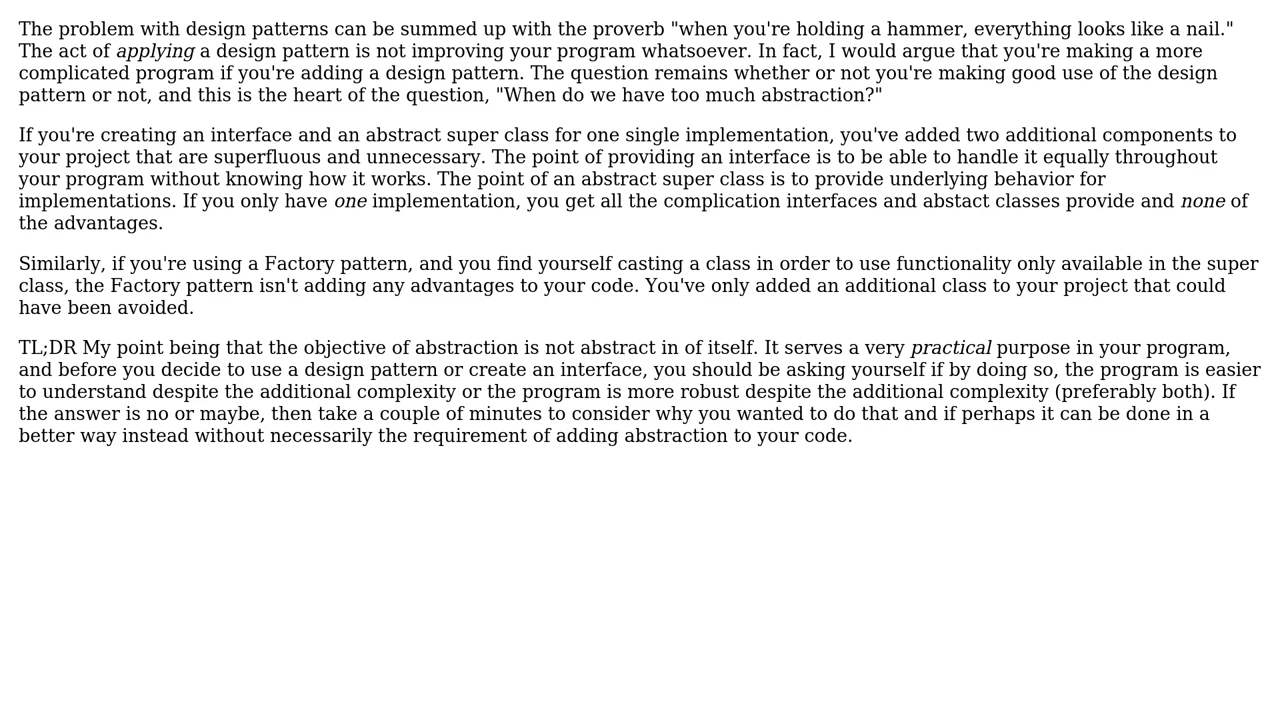 The problem with design patterns can be summed up with the proverb "when you're holding a hammer, everything looks like a nail."
The act of applying a design pattern is not improving your program whatsoever. In fact, I would argue that you're making a more
complicated program if you're adding a design pattern. The question remains whether or not you're making good use of the design
pattern or not, and this is the heart of the question, "When do we have too much abstraction?"
If you're creating an interface and an abstract super class for one single implementation, you've added two additional components to
your project that are superfluous and unnecessary. The point of providing an interface is to be able to handle it equally throughout
your program without knowing how it works. The point of an abstract super class is to provide underlying behavior for
implementations. If you only have one implementation, you get all the complication interfaces and abstact classes provide and none of
the advantages.
Similarly, if you're using a Factory pattern, and you find yourself casting a class in order to use functionality only available in the super
class, the Factory pattern isn't adding any advantages to your code. You've only added an additional class to your project that could
have been avoided.
TL;DR My point being that the objective of abstraction is not abstract in of itself. It serves a very practical purpose in your program,
and before you decide to use a design pattern or create an interface, you should be asking yourself if by doing so, the program is easier
to understand despite the additional complexity or the program is more robust despite the additional complexity (preferably both). If
the answer is no or maybe, then take a couple of minutes to consider why you wanted to do that and if perhaps it can be done in a
better way instead without necessarily the requirement of adding abstraction to your code.